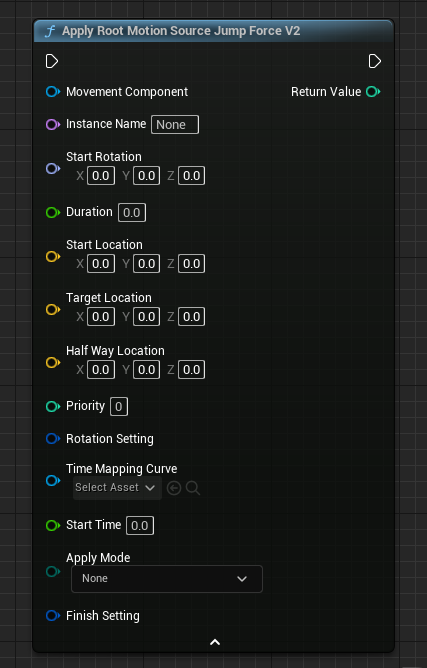 f Apply Root Motion Source Jump Force V2
Movement Component Return Value
Instance Name None
Start Rotation
X 0.0 Y 0.0 Z 0.0
Duration 0.0
Start Location
X 0.0 Y 0.0 Z 0.0
Target Location
X 0.0 Y 0.0 Z 0.0
Half Way Location
X 0.0 Y 0.0 Z 0.0
Priority 0
Rotation Setting
Time Mapping Curve
Select Asset
Start Time 0.0
Apply Mode
None
Finish Setting